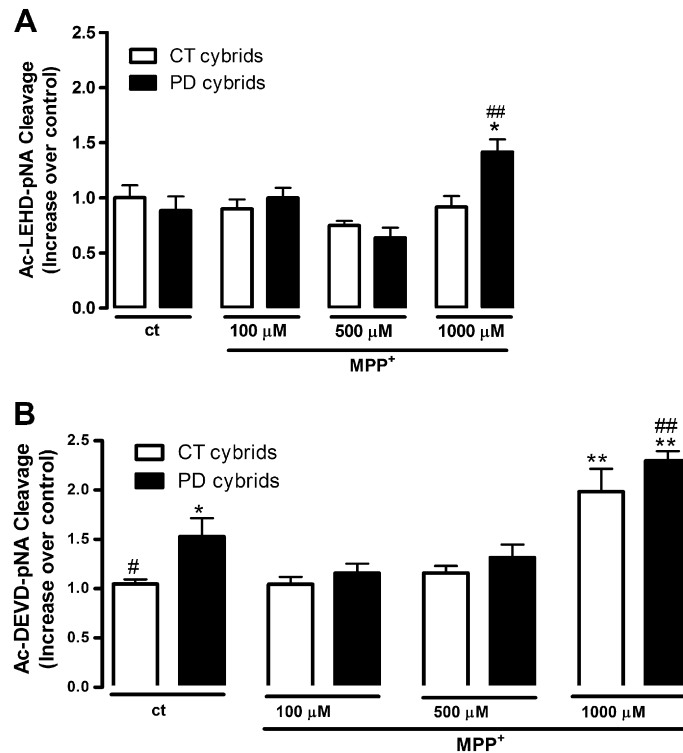 A
Ac-LEHD-pNA Cleavage
(Increase over control)
2.5
2.0
1.5
1.0
0.5
0.0
CT cybrids
PD cybrids
##
*
ct
100 µM
500 µM
1000 µM
MPP+
B
Ac-DEVD-pNA Cleavage
(Increase over control)
2.5
2.0
1.5
1.0
0.5
0.0
CT cybrids
PD cybrids
#
*
**
##
**
ct
100 µM
500 µM
1000 µM
MPP+